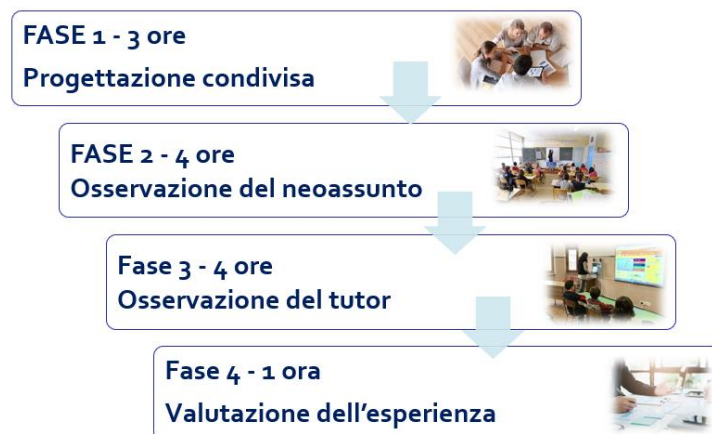 FASE 1 - 3 ore
Progettazione condivisa
FASE 2 - 4 ore
Osservazione del neoassunto
Fase 3 - 4 ore
Osservazione del tutor
Fase 4 - 1 ora
Valutazione dell’esperienza